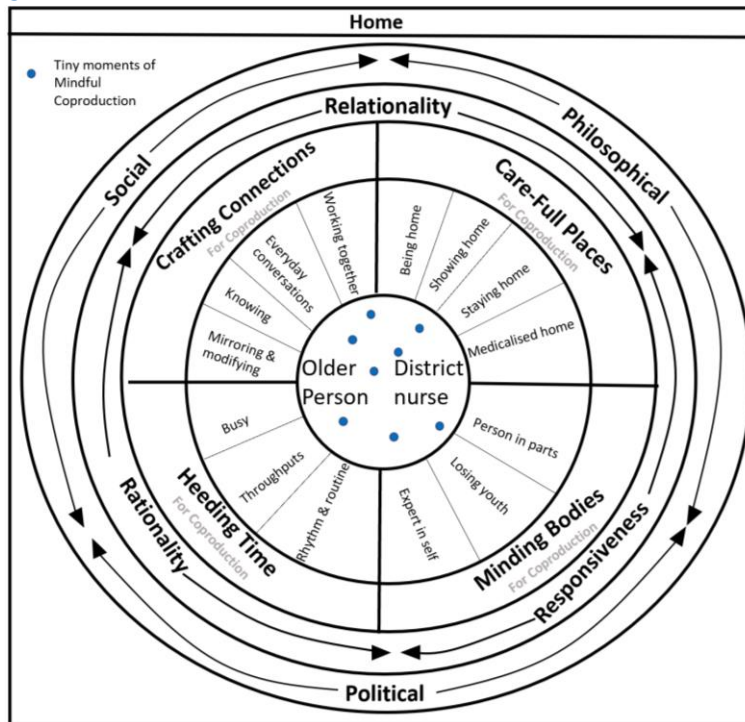 Home
Tiny moments of
Mindful
Coproduction
Relationality
Social
Philosophical
Crafting Connections
For Coproduction
Care-Full Places
For Coproduction
Working together
Everyday
conversations
Knowing
Mirroring &
modifying
Being home
Showing home
Staying home
Medicalised home
Older
Person
District
nurse
Busy
Throughputs
Rhythm & routine
Person in parts
Losing youth
Expert in self
Heeding Time
For Coproduction
Minding Bodies
For Coproduction
Rationality
Responsiveness
Political